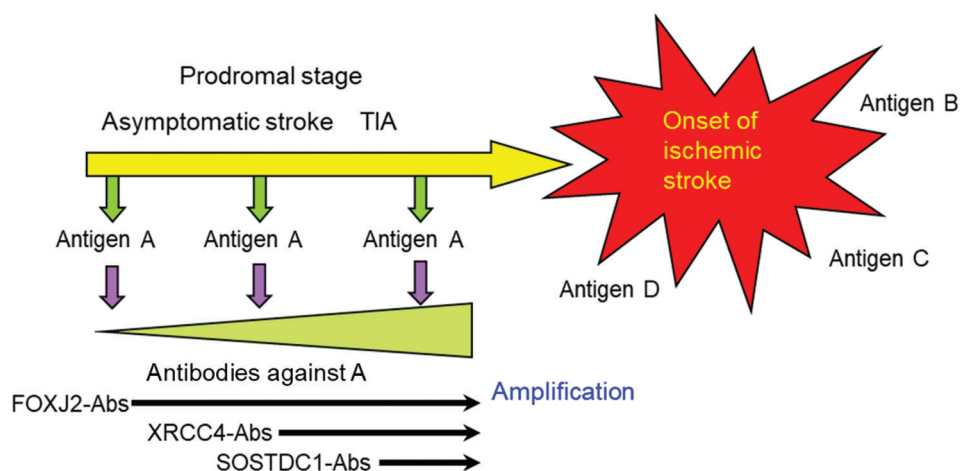 Prodromal stage
Asymptomatic stroke TIA
Onset of
ischemic
stroke
Antigen B
Antigen A Antigen A Antigen A
Antigen C
Antigen D
Antibodies against A
Amplification
FOXJ2-Abs
XRCC4-Abs
SOSTDC1-Abs